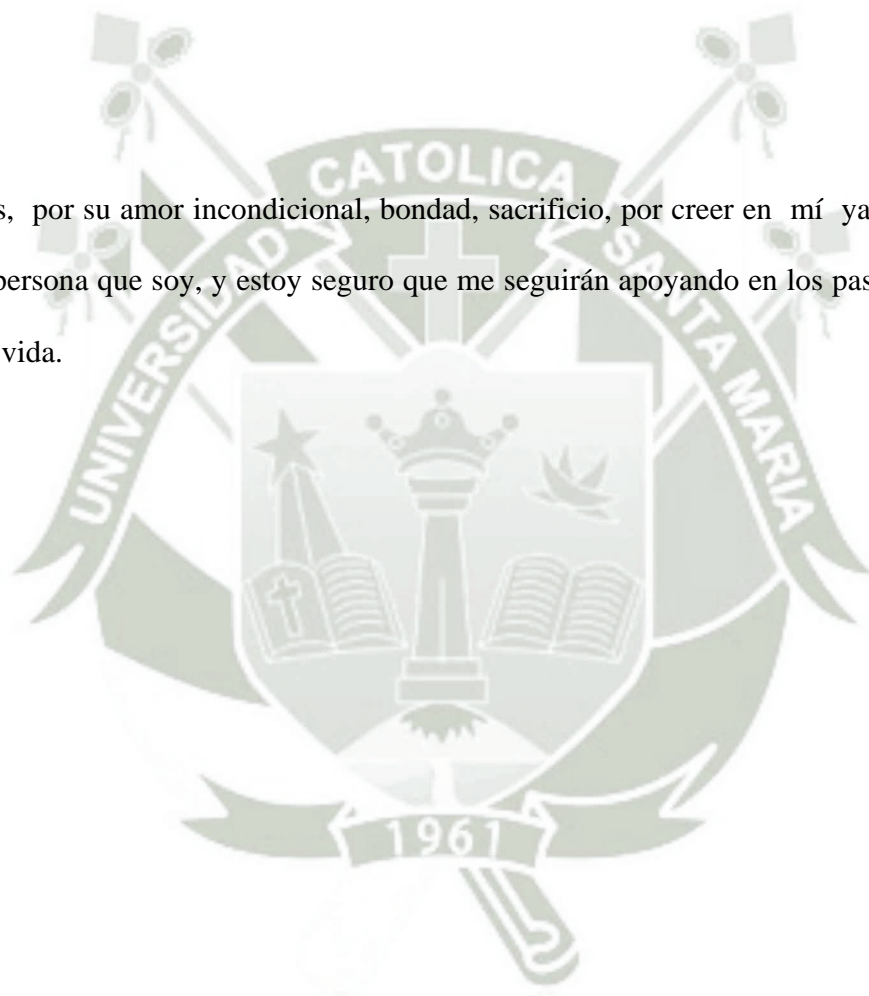 CATOLICA
s, por su amor incondicional, bondad, sacrificio, por creer en mí ya
persona que soy, y estoy seguro que me seguirán apoyando en los pas
vida.
UNIVERSIDAD
SANTA MARIA
1961